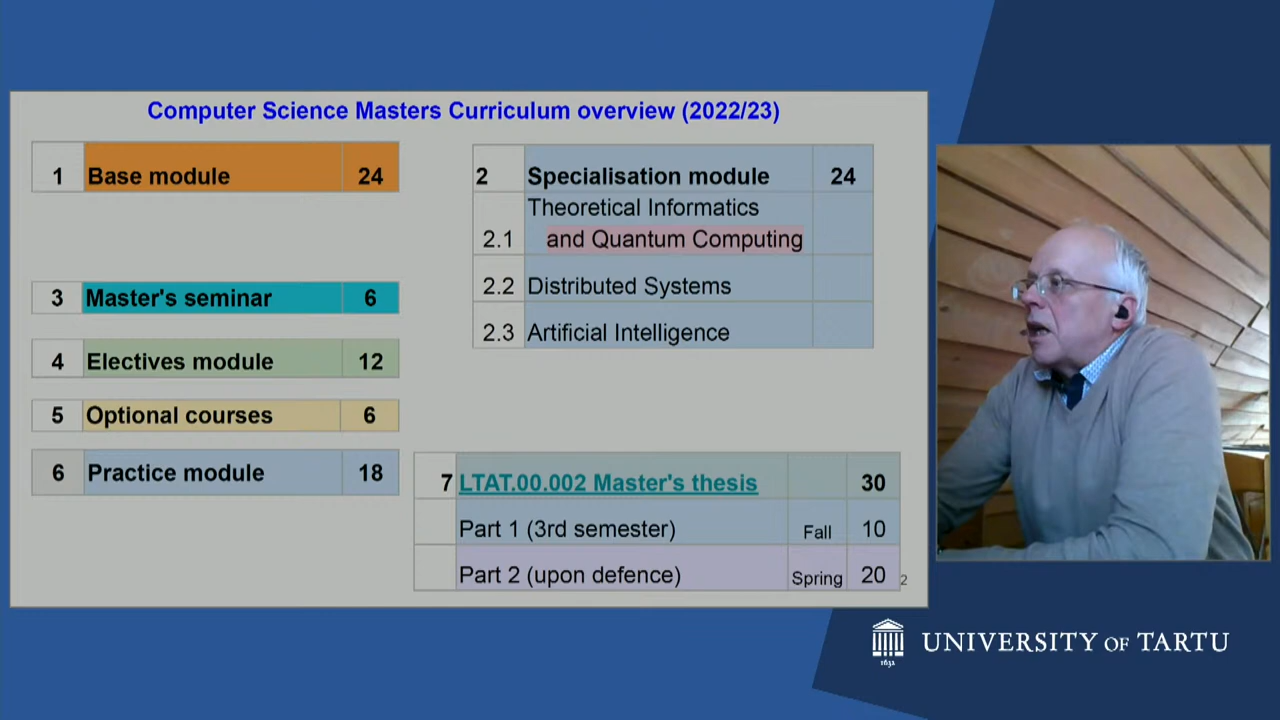 Computer Science Masters Curriculum overview (2022/23)
1 Base module 24
2 Specialisation module 24
Theoretical Informatics
2.1 and Quantum Computing
2.2 Distributed Systems
2.3 Artificial Intelligence
3 Master's seminar 6
4 Electives module 12
5 Optional courses 6
6 Practice module 18
7 LTAT.00.002 Master's thesis 30
Part 1 (3rd semester) Fall 10
Part 2 (upon defence) Spring 20
2
UNIVERSITY OF TARTU
1632